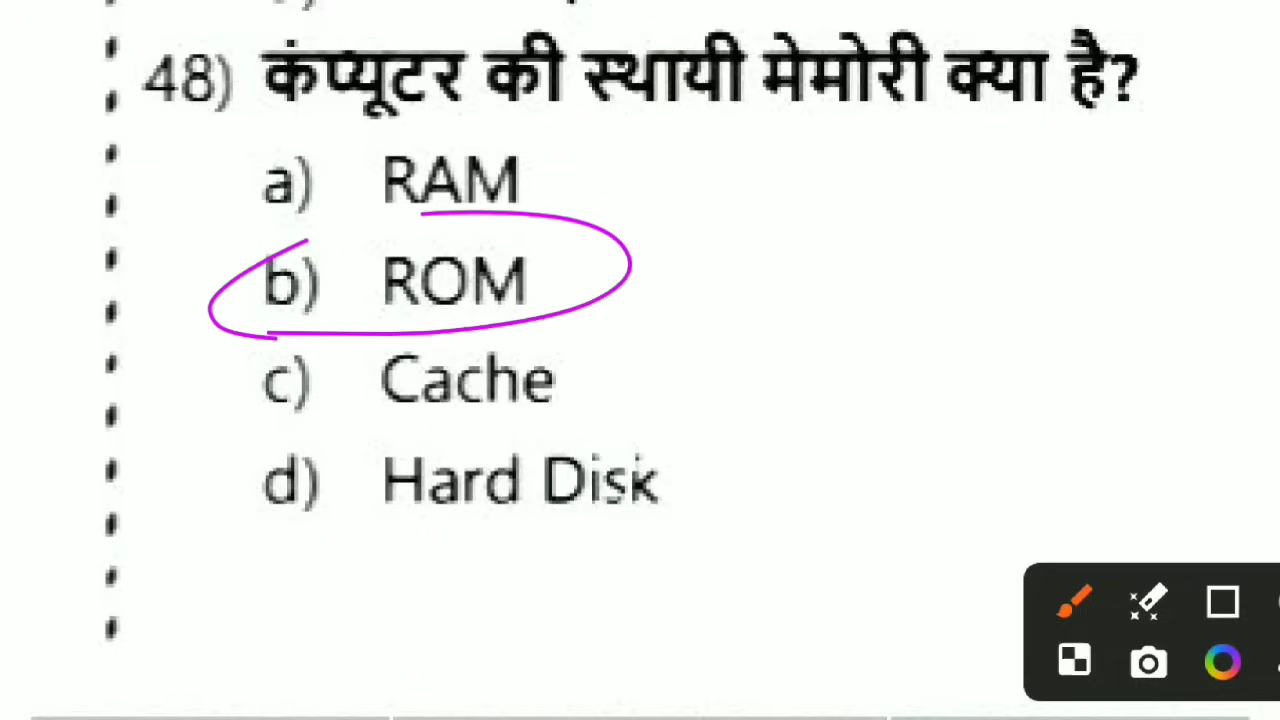 48) कंप्यूटर की स्थायी मेमोरी क्या है?
a) RAM
b) ROM
c) Cache
d) Hard Disk